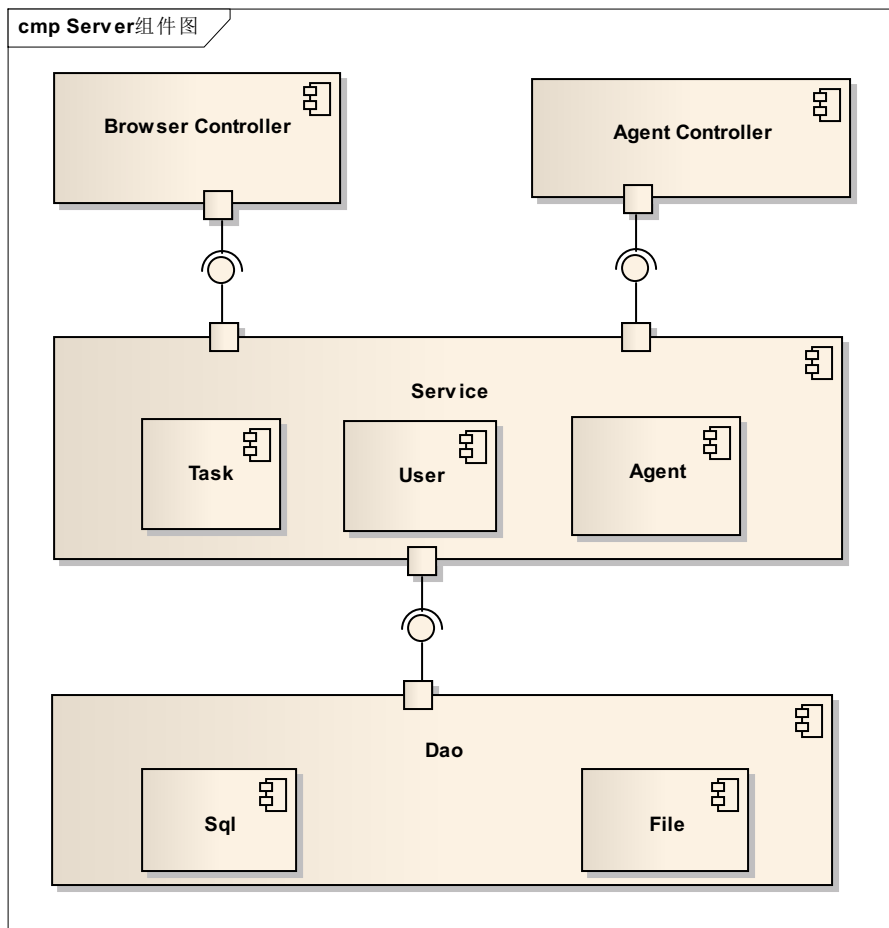 cmp Server组件图
Browser Controller
Agent Controller
Service
Task
User
Agent
Dao
Sql
File